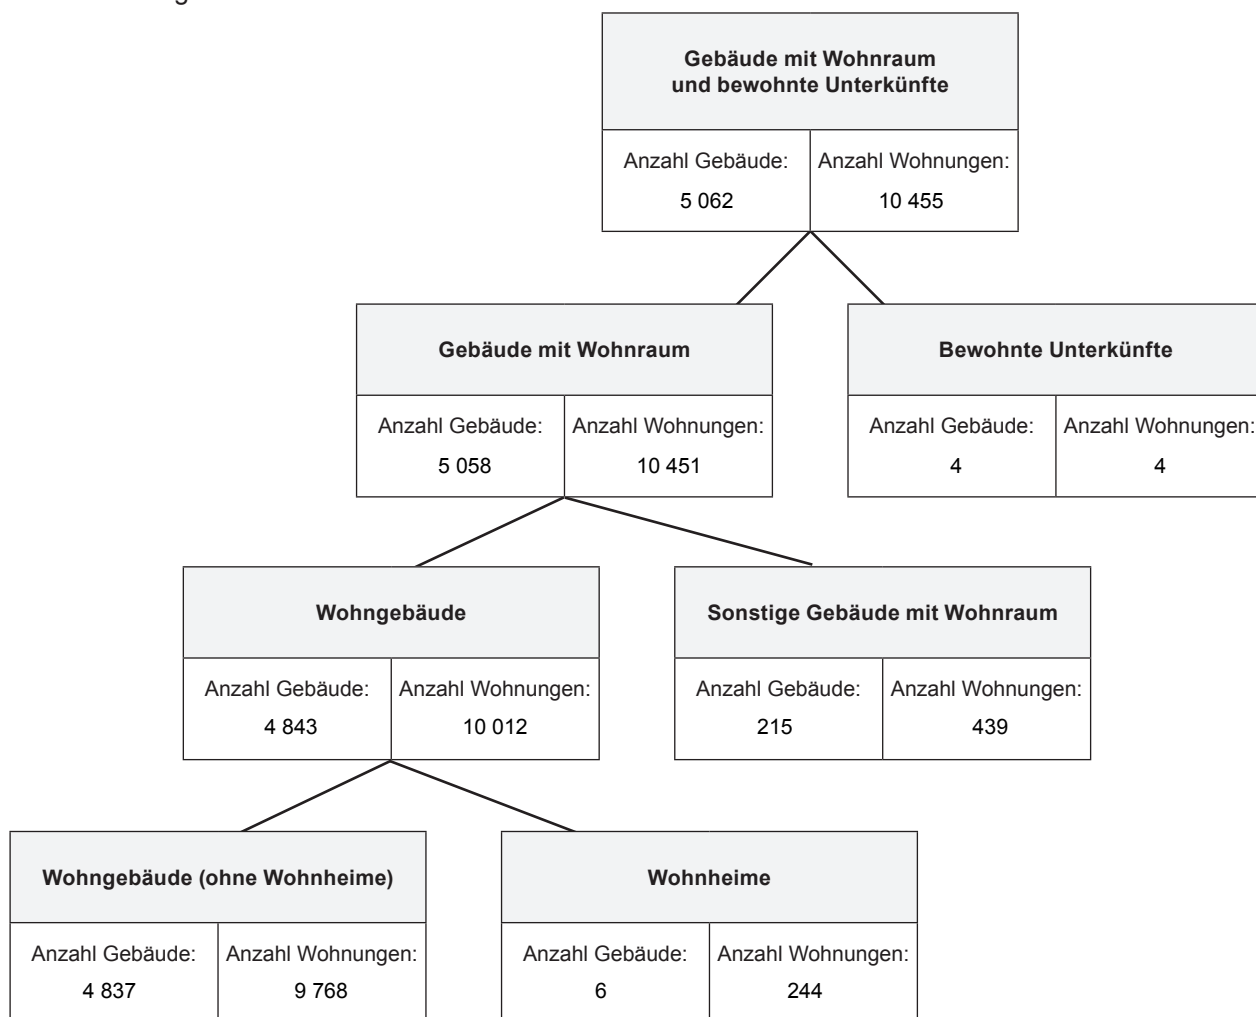 Gebäude mit Wohnraum
und bewohnte Unterkünfte
Anzahl Gebäude: Anzahl Wohnungen:
5 062 10 455
Gebäude mit Wohnraum
Anzahl Gebäude: Anzahl Wohnungen:
5 058 10 451
Bewohnte Unterkünfte
Anzahl Gebäude: Anzahl Wohnungen:
4 4
Wohngebäude
Anzahl Gebäude: Anzahl Wohnungen:
4 843 10 012
Sonstige Gebäude mit Wohnraum
Anzahl Gebäude: Anzahl Wohnungen:
215 439
Wohngebäude (ohne Wohnheime)
Anzahl Gebäude: Anzahl Wohnungen:
4 837 9 768
Wohnheime
Anzahl Gebäude: Anzahl Wohnungen:
6 244